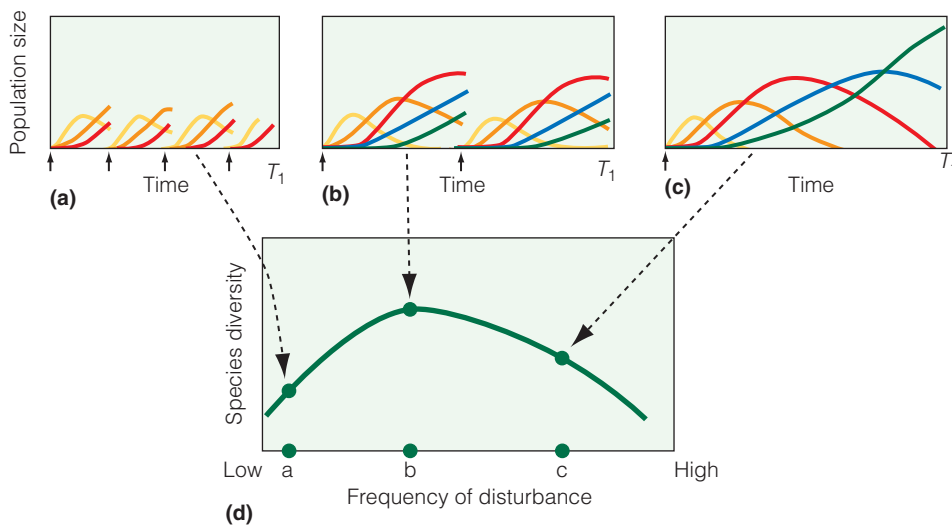 Population size
T1
T1
T
(a) Time
(b) Time
(c) Time
Species diversity
Low a b c High
Frequency of disturbance
(d)